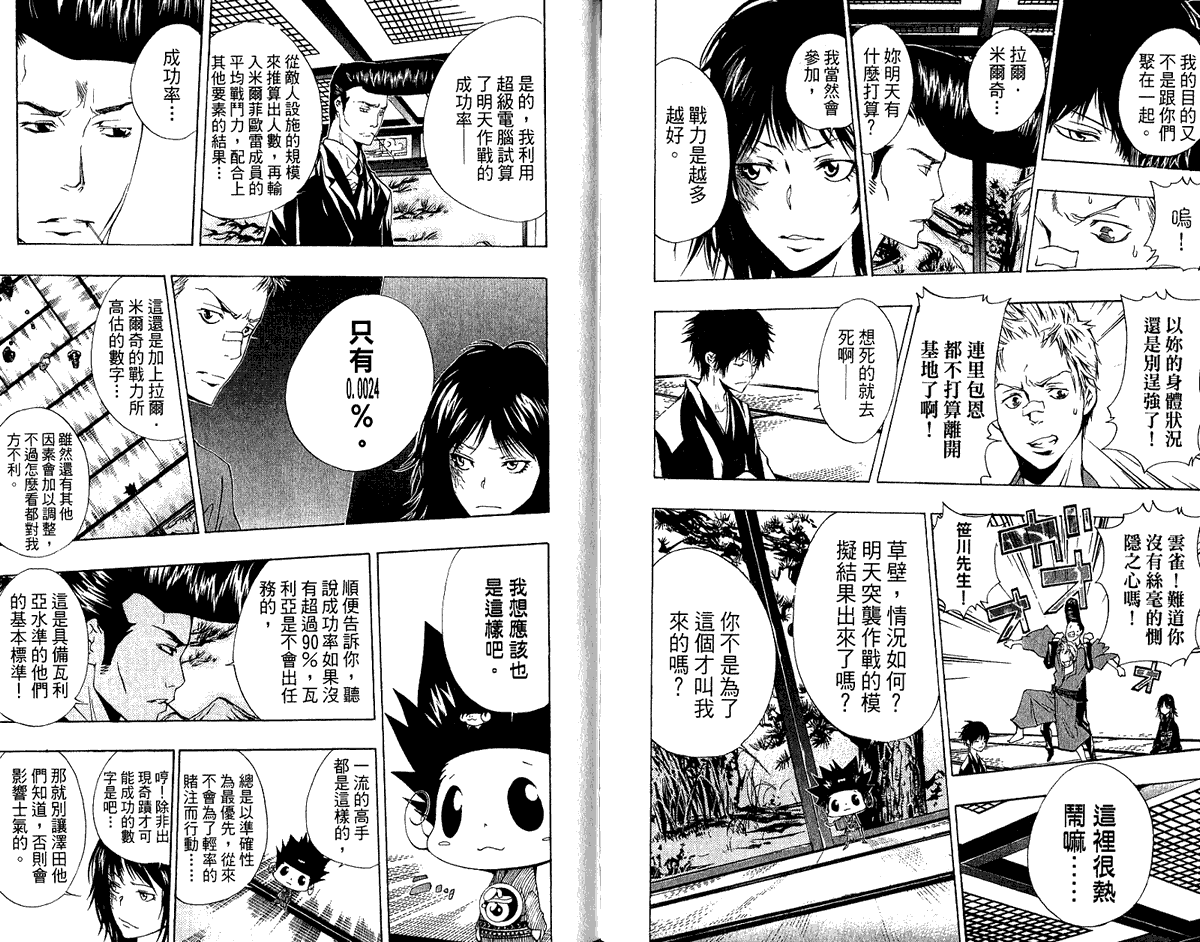 我的目的又
不是跟你們
聚在一起。
拉爾．
米爾奇…
妳明天有
什麼打算？
我當然會
參加，
戰力是越多
越好。
嗚！
以妳的身體狀況
還是別逞強了！
連里包恩
都不打算離開
基地了啊！
想死的就去
死啊──
雲雀！難道你
沒有絲毫的惻
隱之心嗎！
笹川先生！
ガガオオ
オ
這裡很熱
鬧嘛……
草壁，情況如何？
明天突襲作戰的模
擬結果出來了嗎？
你不是為了
這個才叫我
來的嗎？
是的，我利用
超級電腦試算
了明天作戰的
成功率──
從敵人設施的規模
來推算出人數，再輸
入米爾菲歐雷成員的
平均戰鬥力，配合上
其他要素的結果…
成功率…
只有
0.0024
%。
這還是加上拉爾．
米爾奇的戰力所
高估的數字…
雖然還有其他
因素會加以調整，
不過怎麼看都對我
方不利。
我想應該也
是這樣吧。
順便告訴你，聽
說成功率如果沒
有超過90%，瓦
利亞是不會出任
務的，
這是具備瓦利
亞水準的他們
的基本標準！
一流的高手
都是這樣的，
總是以準確性
為最優先，從來
不會為了輕率的
賭注而行動……
哼！除非出
現奇蹟才可
能成功的數
字是吧…
那就別讓澤田他
們知道，否則會
影響士氣的。